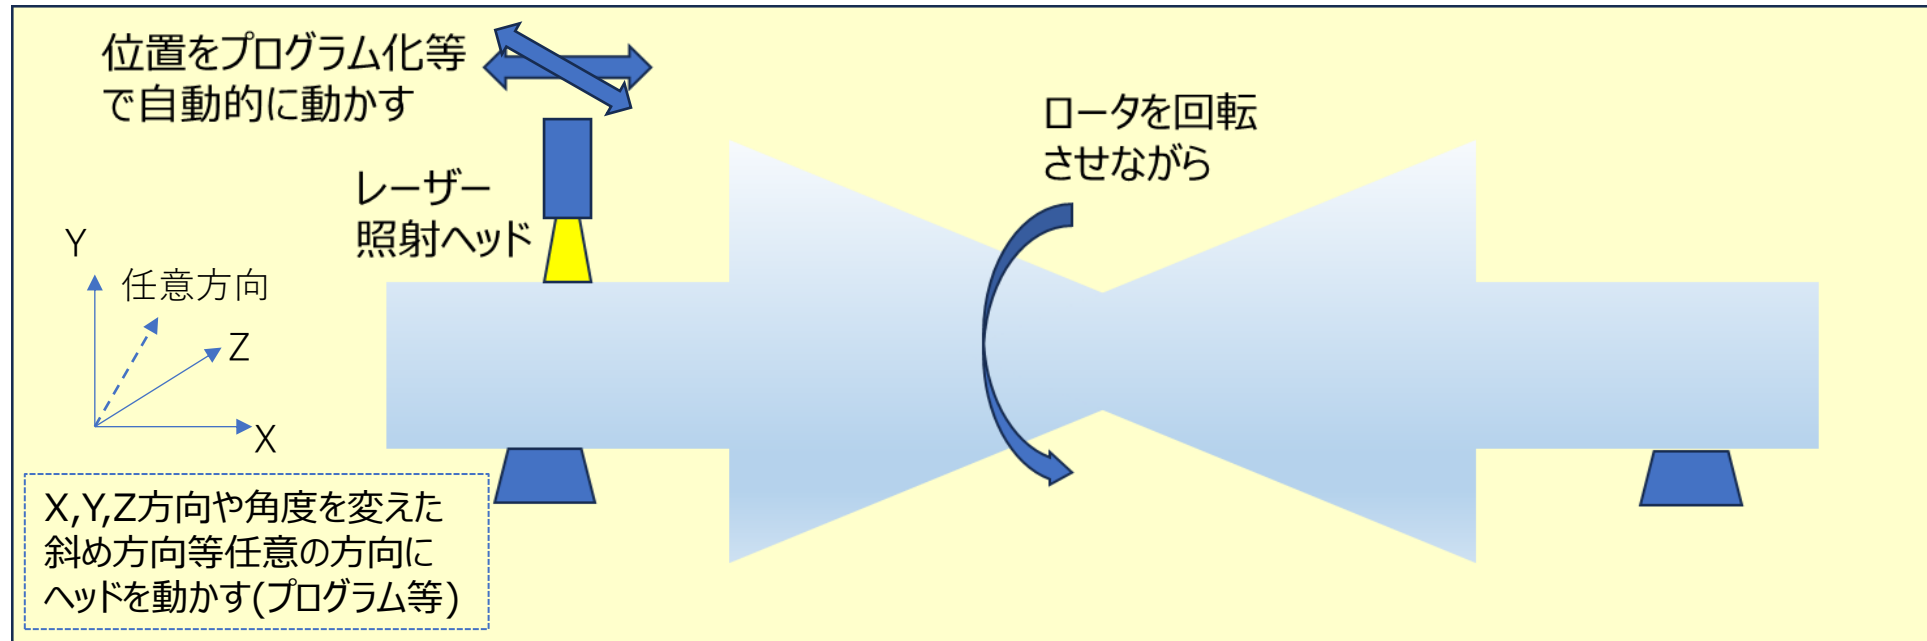 位置をプログラム化等
で自動的に動かす
ロータを回転
させながら
レーザー
照射ヘッド
Y
任意方向
Z
X
X,Y,Z方向や角度を変えた
斜め方向等任意の方向に
ヘッドを動かす(プログラム等)